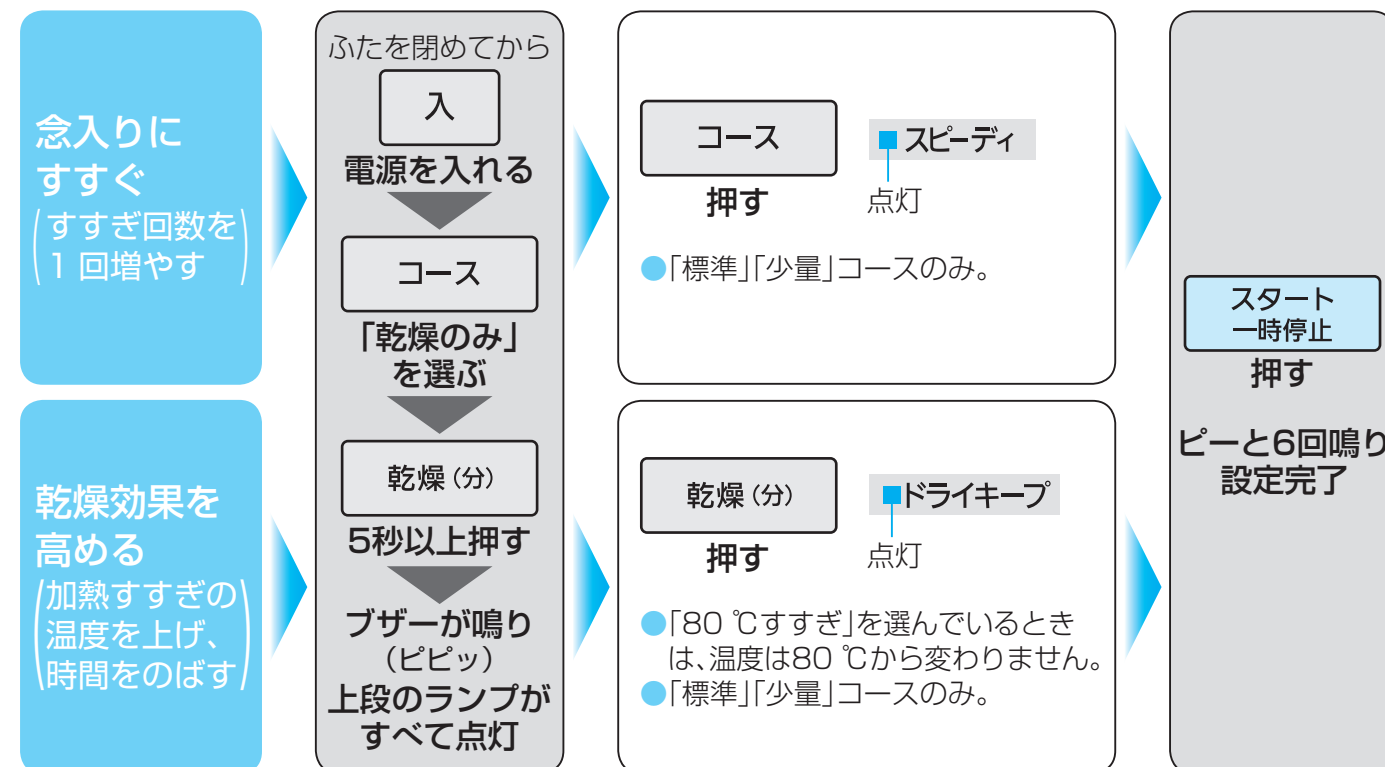 念入りに
すすぐ
(すすぎ回数を
1 回増やす)
乾燥効果を
高める
(加熱すすぎの
温度を上げ、
時間をのばす)
ふたを閉めてから
入
電源を入れる
コース
「乾燥のみ」
を選ぶ
乾燥(分)
5秒以上押す
ブザーが鳴り
(ピピッ)
上段のランプが
すべて点灯
コース
押す
スピーディ
点灯
●「標準」「少量」コースのみ。
乾燥(分)
押す
ドライキープ
点灯
●「80 ℃すすぎ」を選んでいるとき
は、温度は80 ℃から変わりません。
●「標準」「少量」コースのみ。
スタート
一時停止
押す
ピーと6回鳴り
設定完了